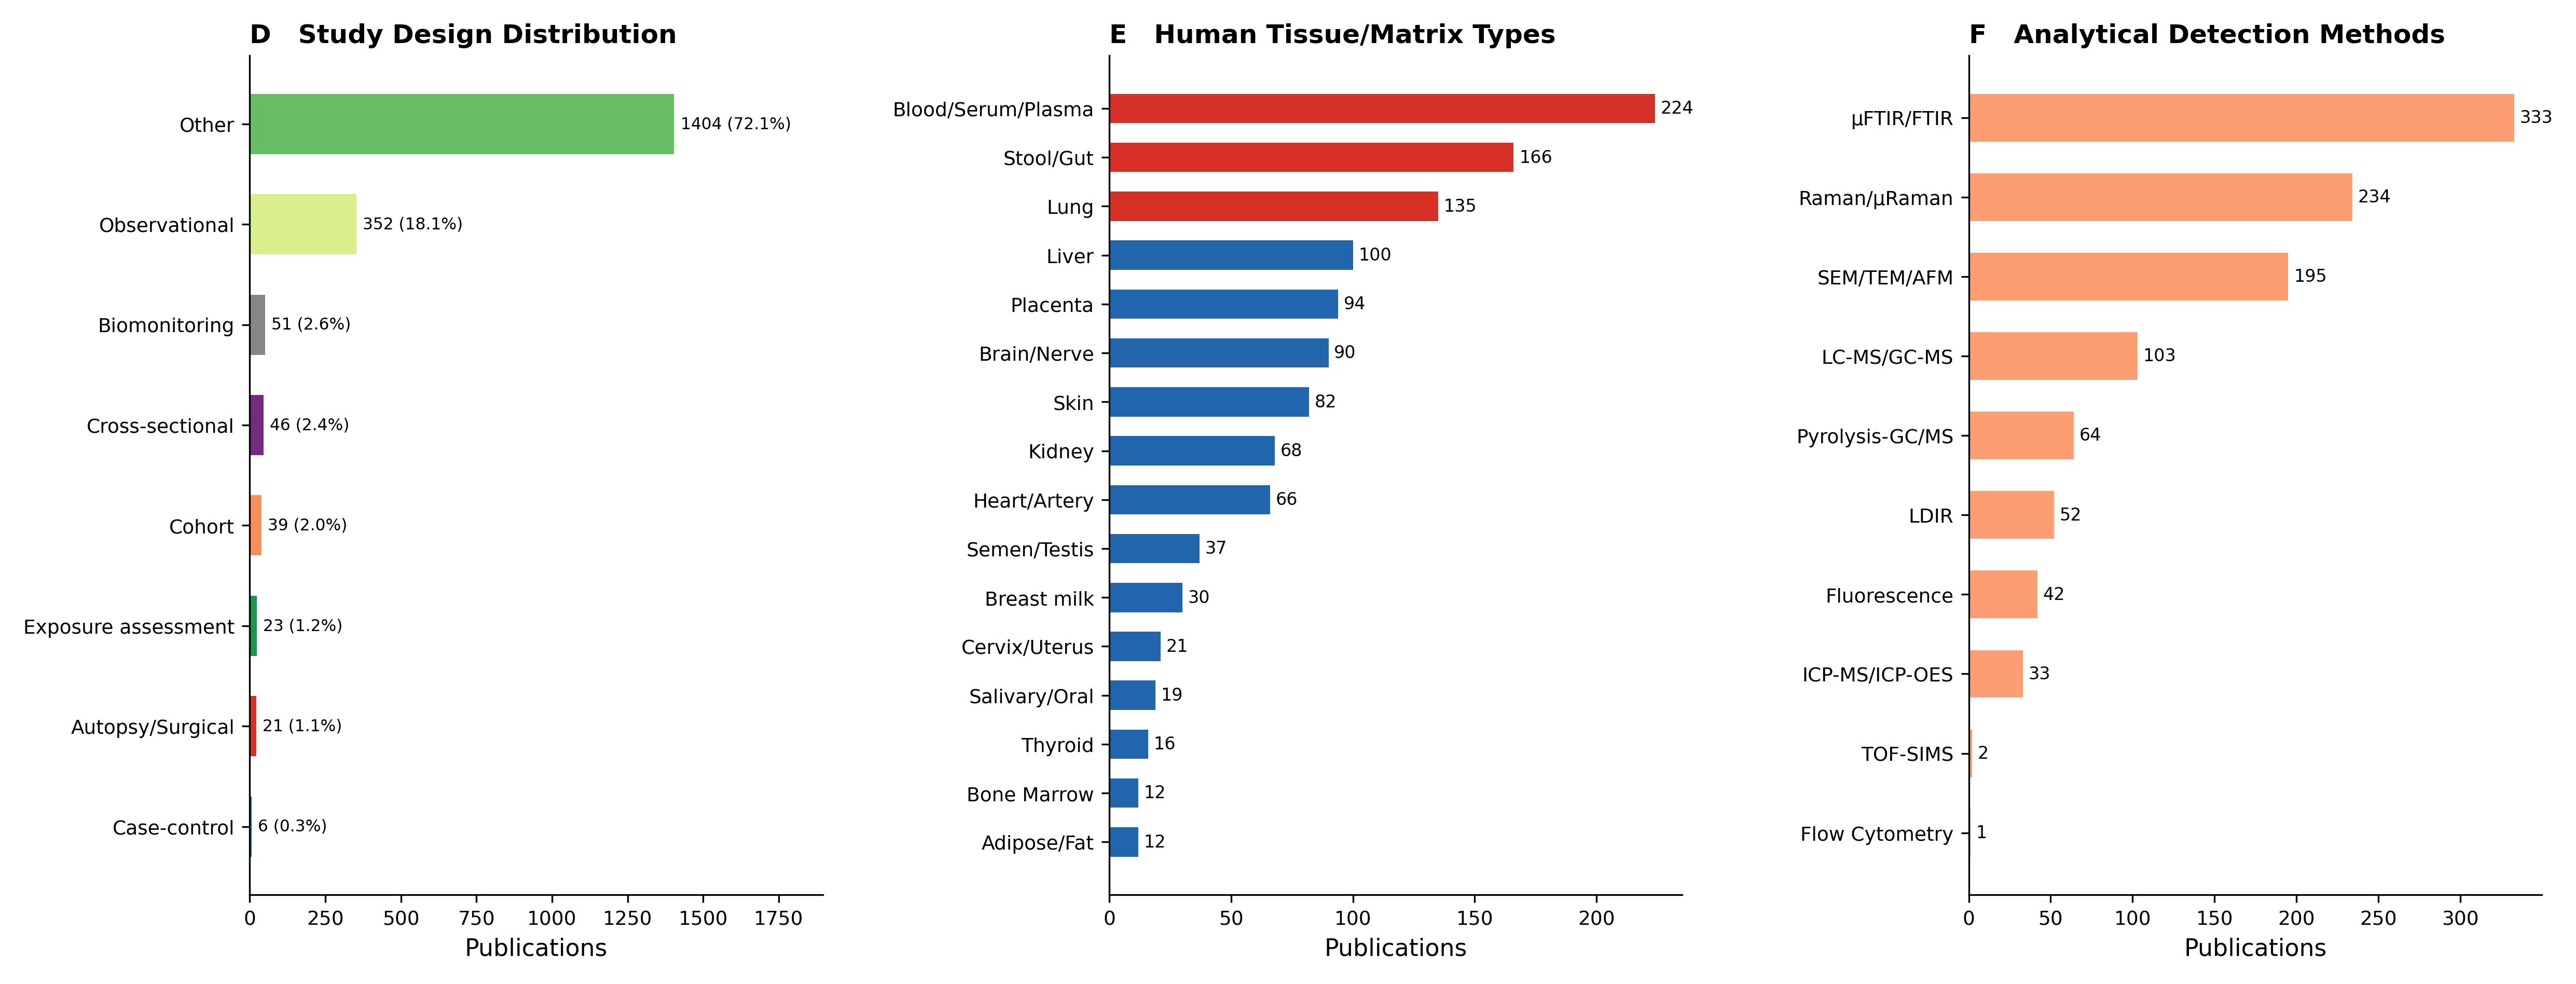 D Study Design Distribution
Other 1404 (72.1%)
Observational 352 (18.1%)
Biomonitoring 51 (2.6%)
Cross-sectional 46 (2.4%)
Cohort 39 (2.0%)
Exposure assessment 23 (1.2%)
Autopsy/Surgical 21 (1.1%)
Case-control 6 (0.3%)
0 250 500 750 1000 1250 1500 1750
Publications
E Human Tissue/Matrix Types
Blood/Serum/Plasma 224
Stool/Gut 166
Lung 135
Liver 100
Placenta 94
Brain/Nerve 90
Skin 82
Kidney 68
Heart/Artery 66
Semen/Testis 37
Breast milk 30
Cervix/Uterus 21
Salivary/Oral 19
Thyroid 16
Bone Marrow 12
Adipose/Fat 12
0 50 100 150 200
Publications
F Analytical Detection Methods
μFTIR/FTIR 333
Raman/μRaman 234
SEM/TEM/AFM 195
LC-MS/GC-MS 103
Pyrolysis-GC/MS 64
LDIR 52
Fluorescence 42
ICP-MS/ICP-OES 33
TOF-SIMS 2
Flow Cytometry 1
0 50 100 150 200 250 300
Publications